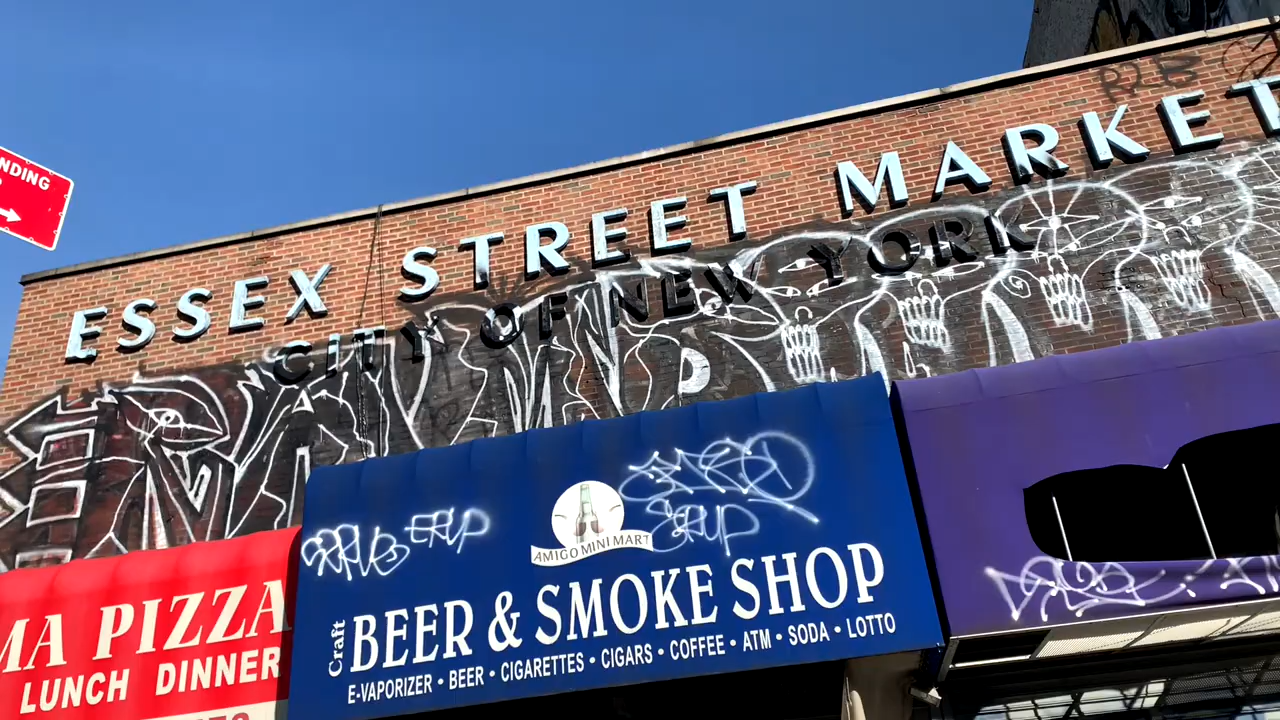 ESSEX STREET MARKET
CITY OF NEW YORK
NDING
MA PIZZA
LUNCH DINNER
AMIGO MINI MART
Craft BEER & SMOKE SHOP
E-VAPORIZER • BEER • CIGARETTES • CIGARS • COFFEE • ATM • SODA • LOTTO